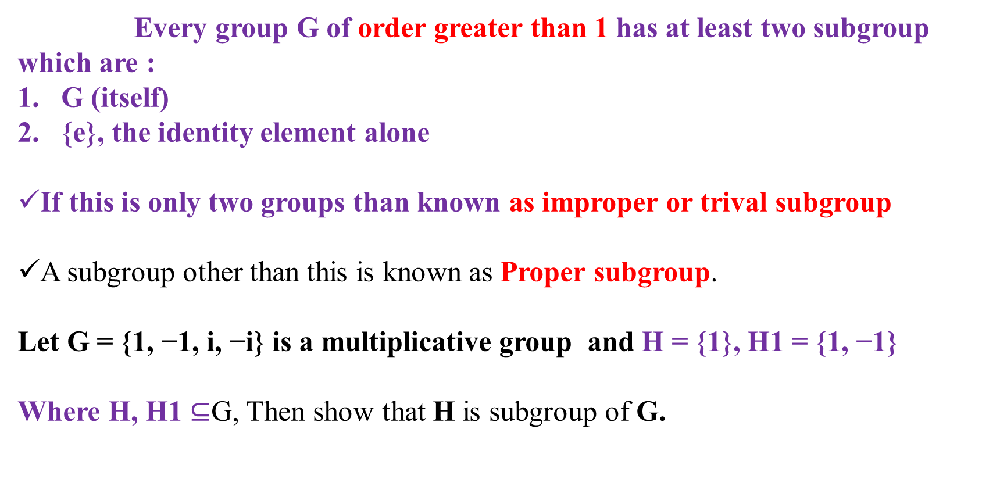 Every group G of order greater than 1 has at least two subgroup
which are :
1. G (itself)
2. {e}, the identity element alone
✓If this is only two groups than known as improper or trival subgroup
✓A subgroup other than this is known as Proper subgroup.
Let G = {1, −1, i, −i} is a multiplicative group and H = {1}, H1 = {1, −1}
Where H, H1 ⊆G, Then show that H is subgroup of G.